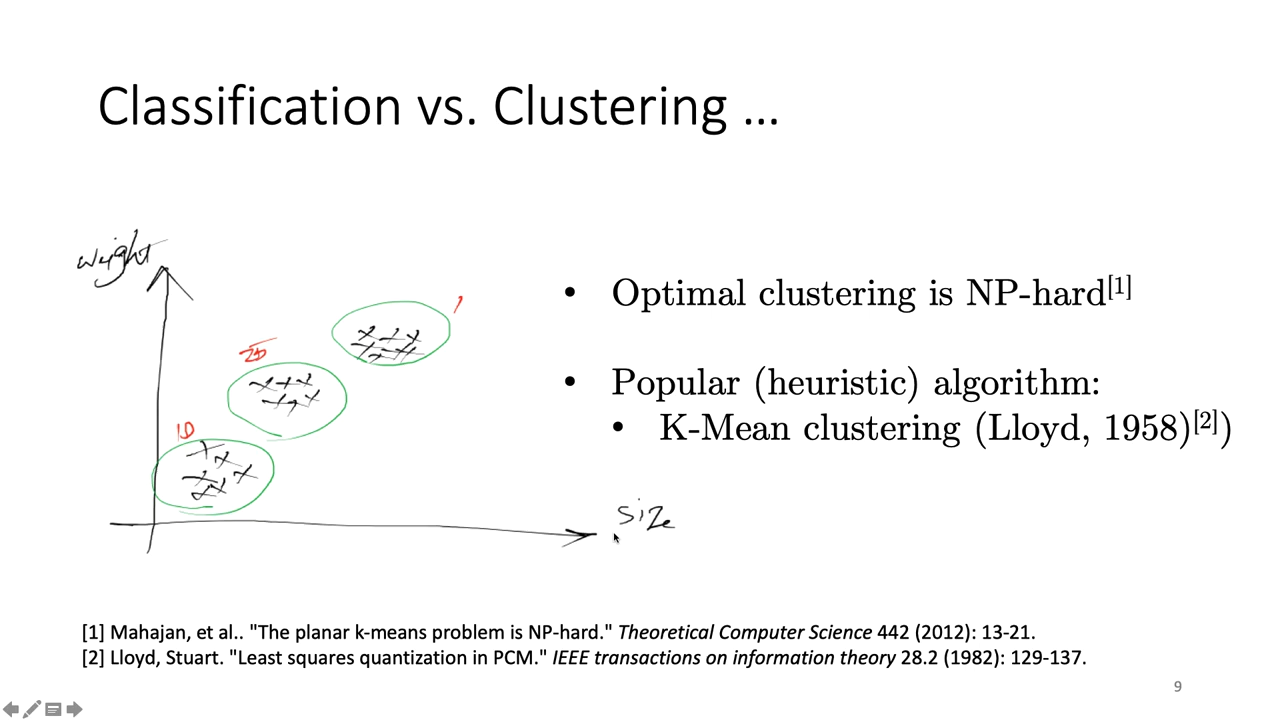 Classification vs. Clustering ...
weight
25
10
size
• Optimal clustering is NP-hard[1]
• Popular (heuristic) algorithm:
• K-Mean clustering (Lloyd, 1958)[2])
[1] Mahajan, et al.. "The planar k-means problem is NP-hard." Theoretical Computer Science 442 (2012): 13-21.
[2] Lloyd, Stuart. "Least squares quantization in PCM." IEEE transactions on information theory 28.2 (1982): 129-137.
9